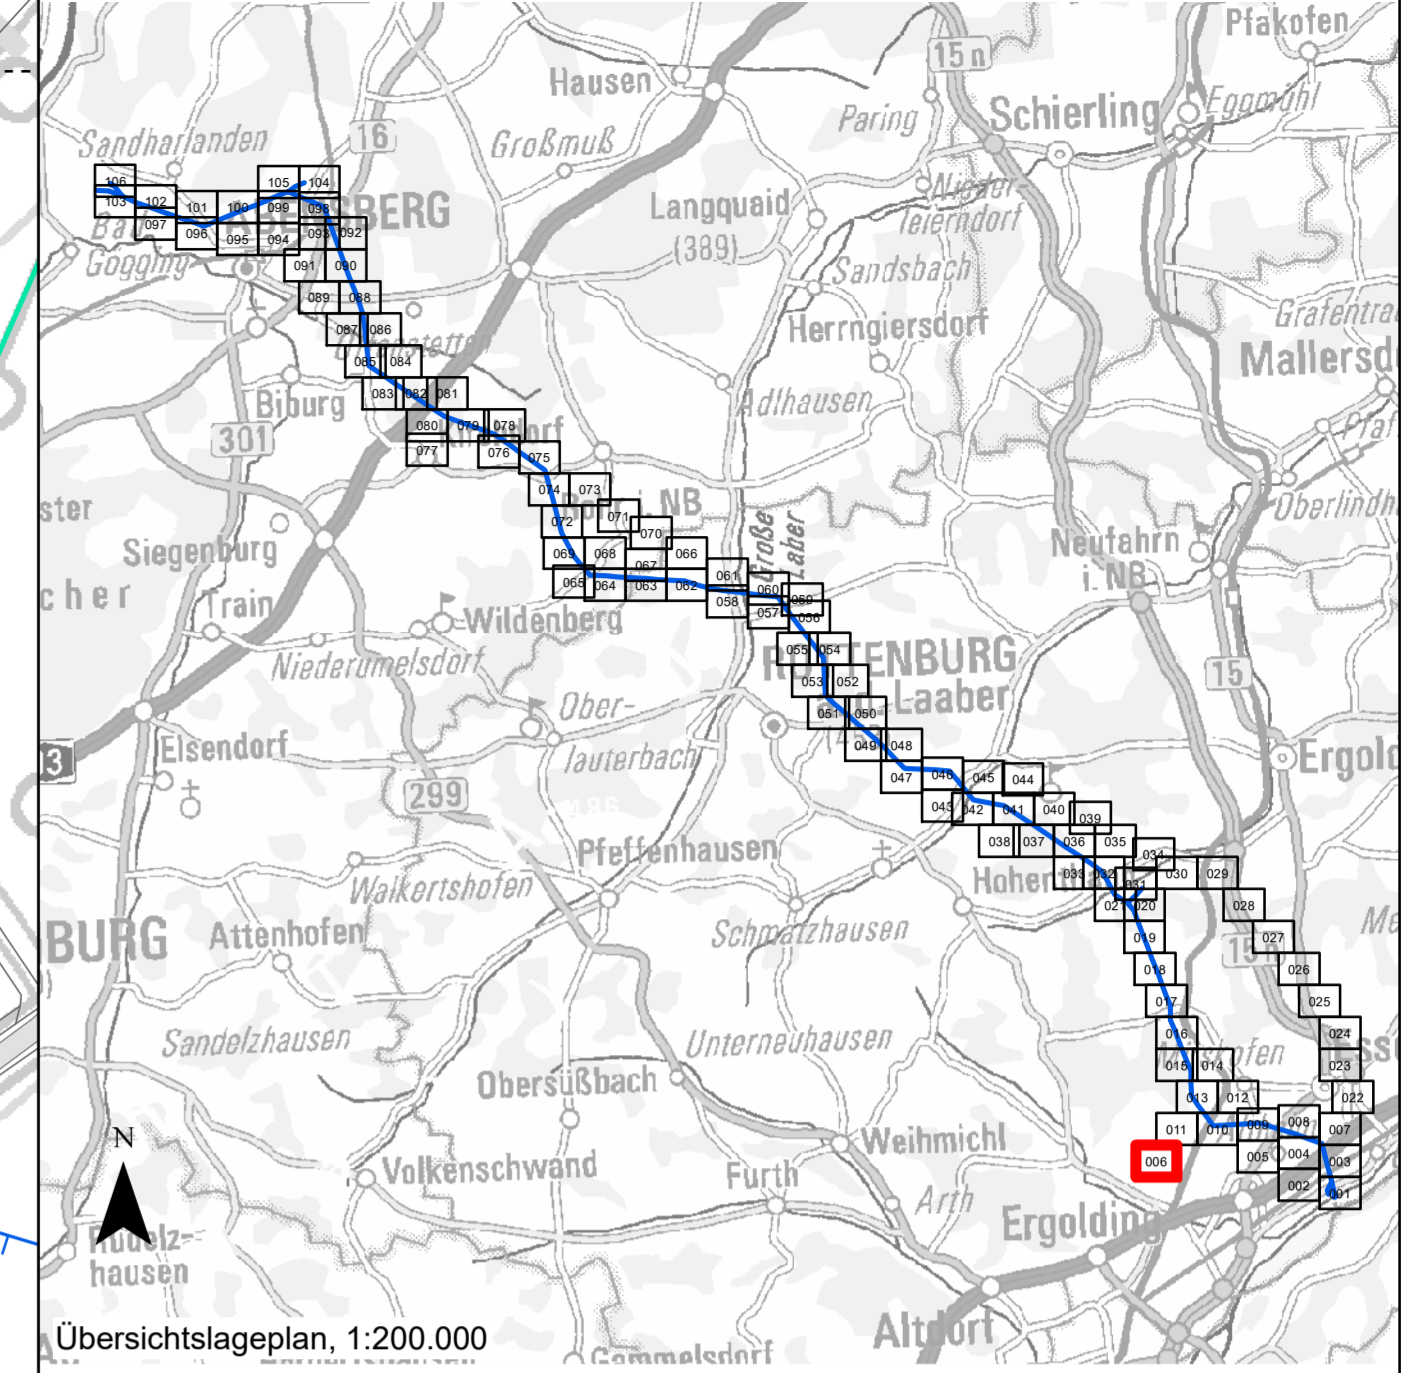 Pfakofen
15 n
Hausen
Eggmühl
Schierling
Paring
Sandharlanden
16
Großmuß
106
105
104
Langquaid
(389)
Nieder-
leierndorf
103
102
101
100
099
098
097
096
095
094
093
092
Gögging
091
090
Sandsbach
089
088
Herrngiersdorf
087
086
085
084
Adlhausen
083
082
081
Biburg
301
080
079
078
077
076
075
074
073
072
071
070
Große
Laber
Siegenburg
Neufahrn
i. NB
069
068
067
066
065
064
063
062
061
060
059
058
057
056
Train
Wildenberg
Niederumelsdorf
055
054
053
052
15
051
050
Ober-
lauterbach
Elsendorf
049
048
047
046
045
044
3
299
043
042
041
040
039
038
037
036
035
034
Pfeffenhausen
Walkertshofen
033
032
031
030
029
021
020
028
BURG
Attenhofen
Schmatzhausen
019
027
018
026
017
025
Sandelzhausen
Unterneuhausen
016
024
015
014
023
Obersüßbach
013
012
022
011
010
009
008
007
Weihmichl
006
005
004
003
Volkenschwand
Furth
002
001
Arth
Ergolding
N
hausen
Altdorf
Übersichtslageplan, 1:200.000
Gammelsdorf